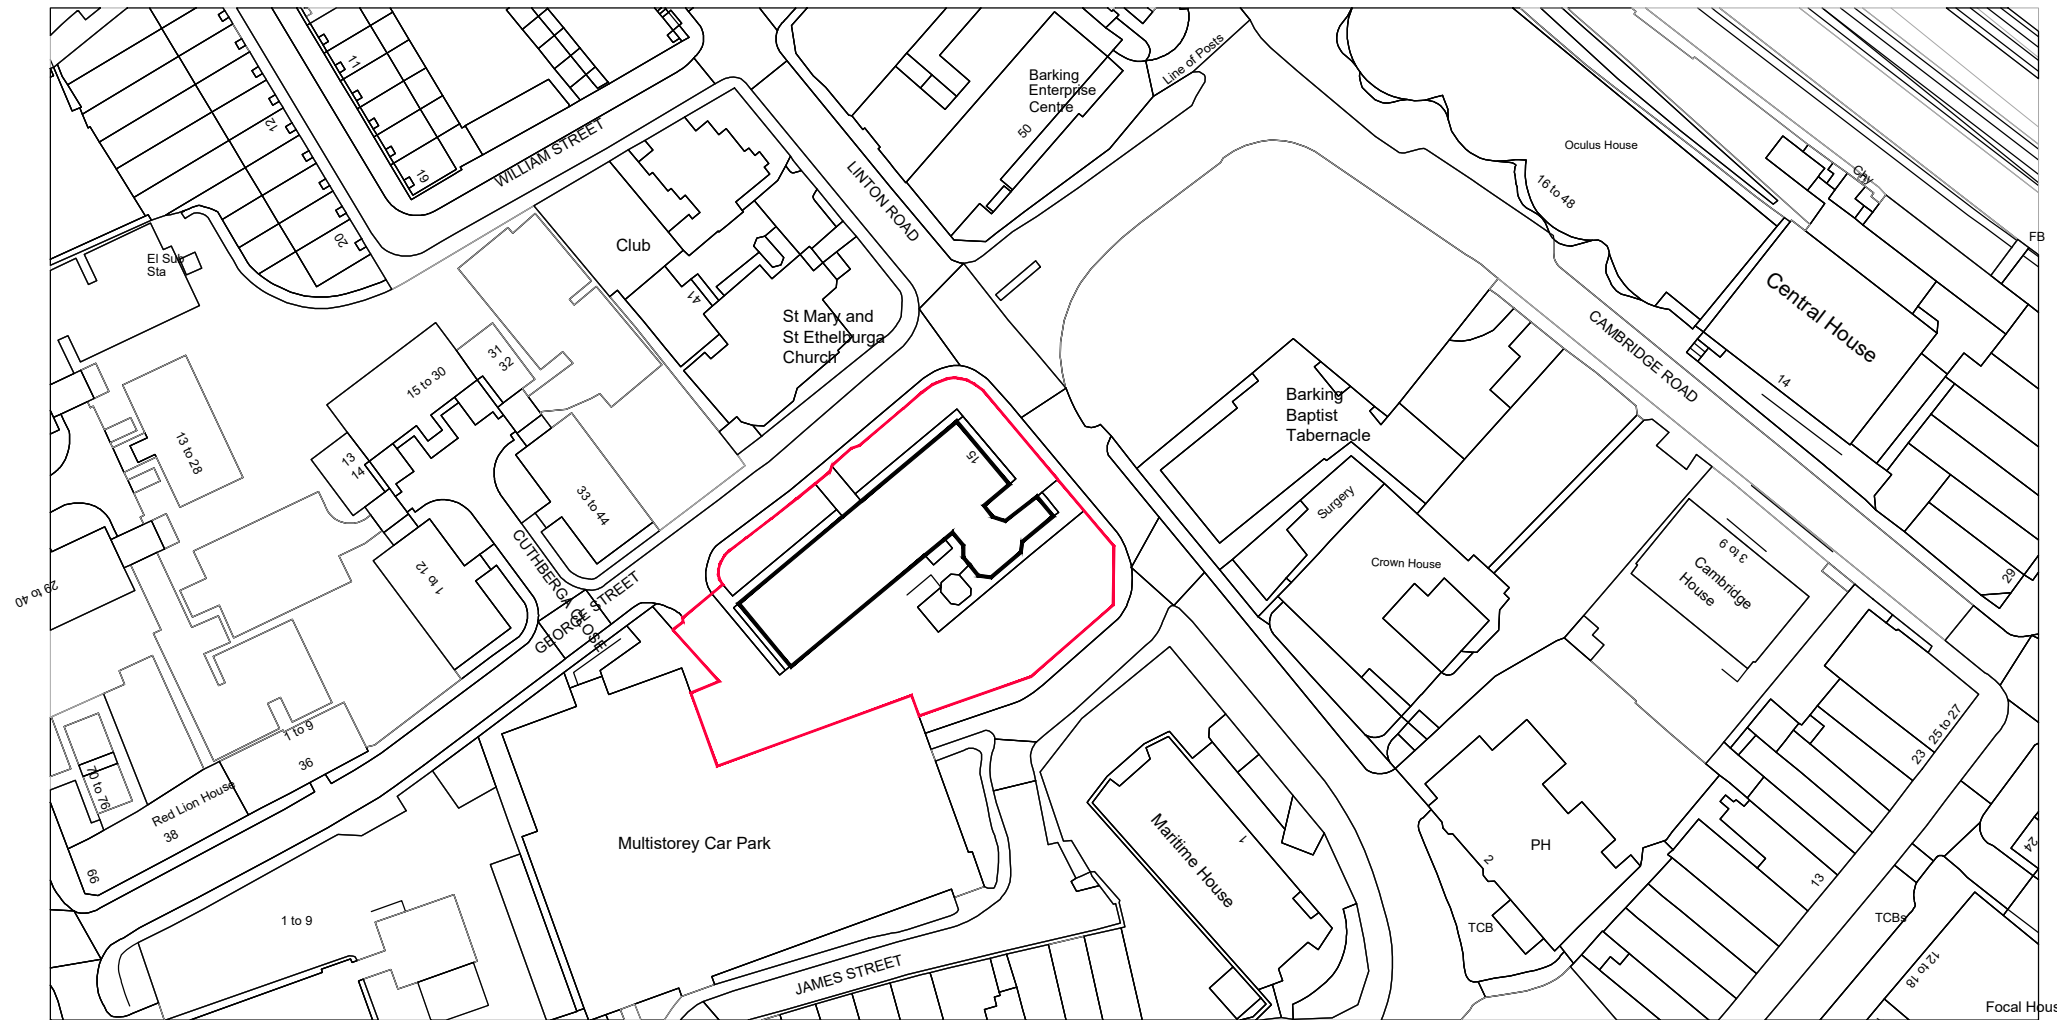 11
12
19
20
WILLIAM STREET
El Sub
Sta
Club
41
LINTON ROAD
Barking
Enterprise
Centre
50
Line of Posts
Oculus House
16 to 48
Chy
FB
Central House
14
CAMBRIDGE ROAD
St Mary and
St Ethelburga
Church
31
32
15 to 30
13
14
13 to 28
33 to 44
15
Barking
Baptist
Tabernacle
Surgery
Crown House
3 to 9
Cambridge
House
29
29 to 40
1 to 12
CUTHBERGA
CLOSE
GEORGE STREET
1 to 9
36
70 to 76
Red Lion House
38
66
1 to 9
Multistorey Car Park
JAMES STREET
Maritime House
1
2
PH
TCB
25 to 27
23
13
24
TCBs
12 to 18
Focal Hous